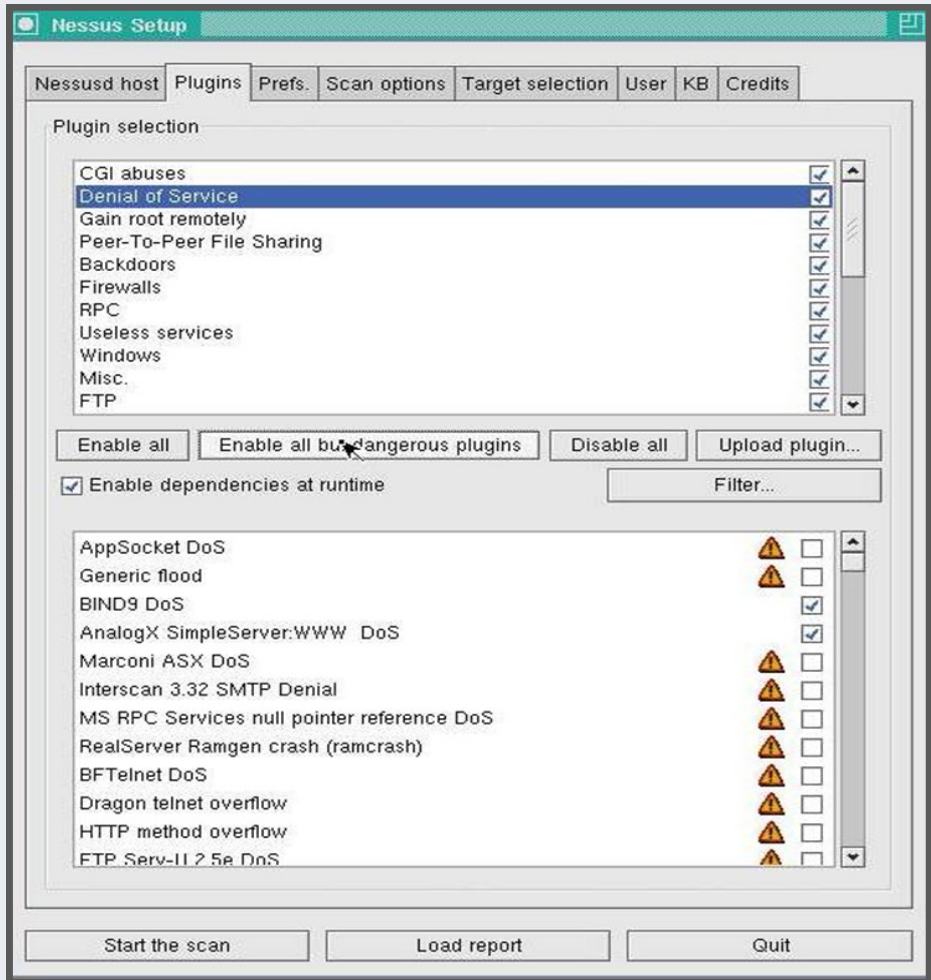 Nessus Setup
Nessusd host Plugins Prefs. Scan options Target selection User KB Credits
Plugin selection
CGI abuses
Denial of Service
Gain root remotely
Peer-To-Peer File Sharing
Backdoors
Firewalls
RPC
Useless services
Windows
Misc.
FTP
Enable all Enable all but dangerous plugins Disable all Upload plugin...
Enable dependencies at runtime Filter...
AppSocket DoS
Generic flood
BIND9 DoS
AnalogX SimpleServer:WWW DoS
Marconi ASX DoS
Interscan 3.32 SMTP Denial
MS RPC Services null pointer reference DoS
RealServer Ramgen crash (ramcrash)
BFTelnet DoS
Dragon telnet overflow
HTTP method overflow
FTP Serv-U 2.5e DoS
Start the scan Load report Quit